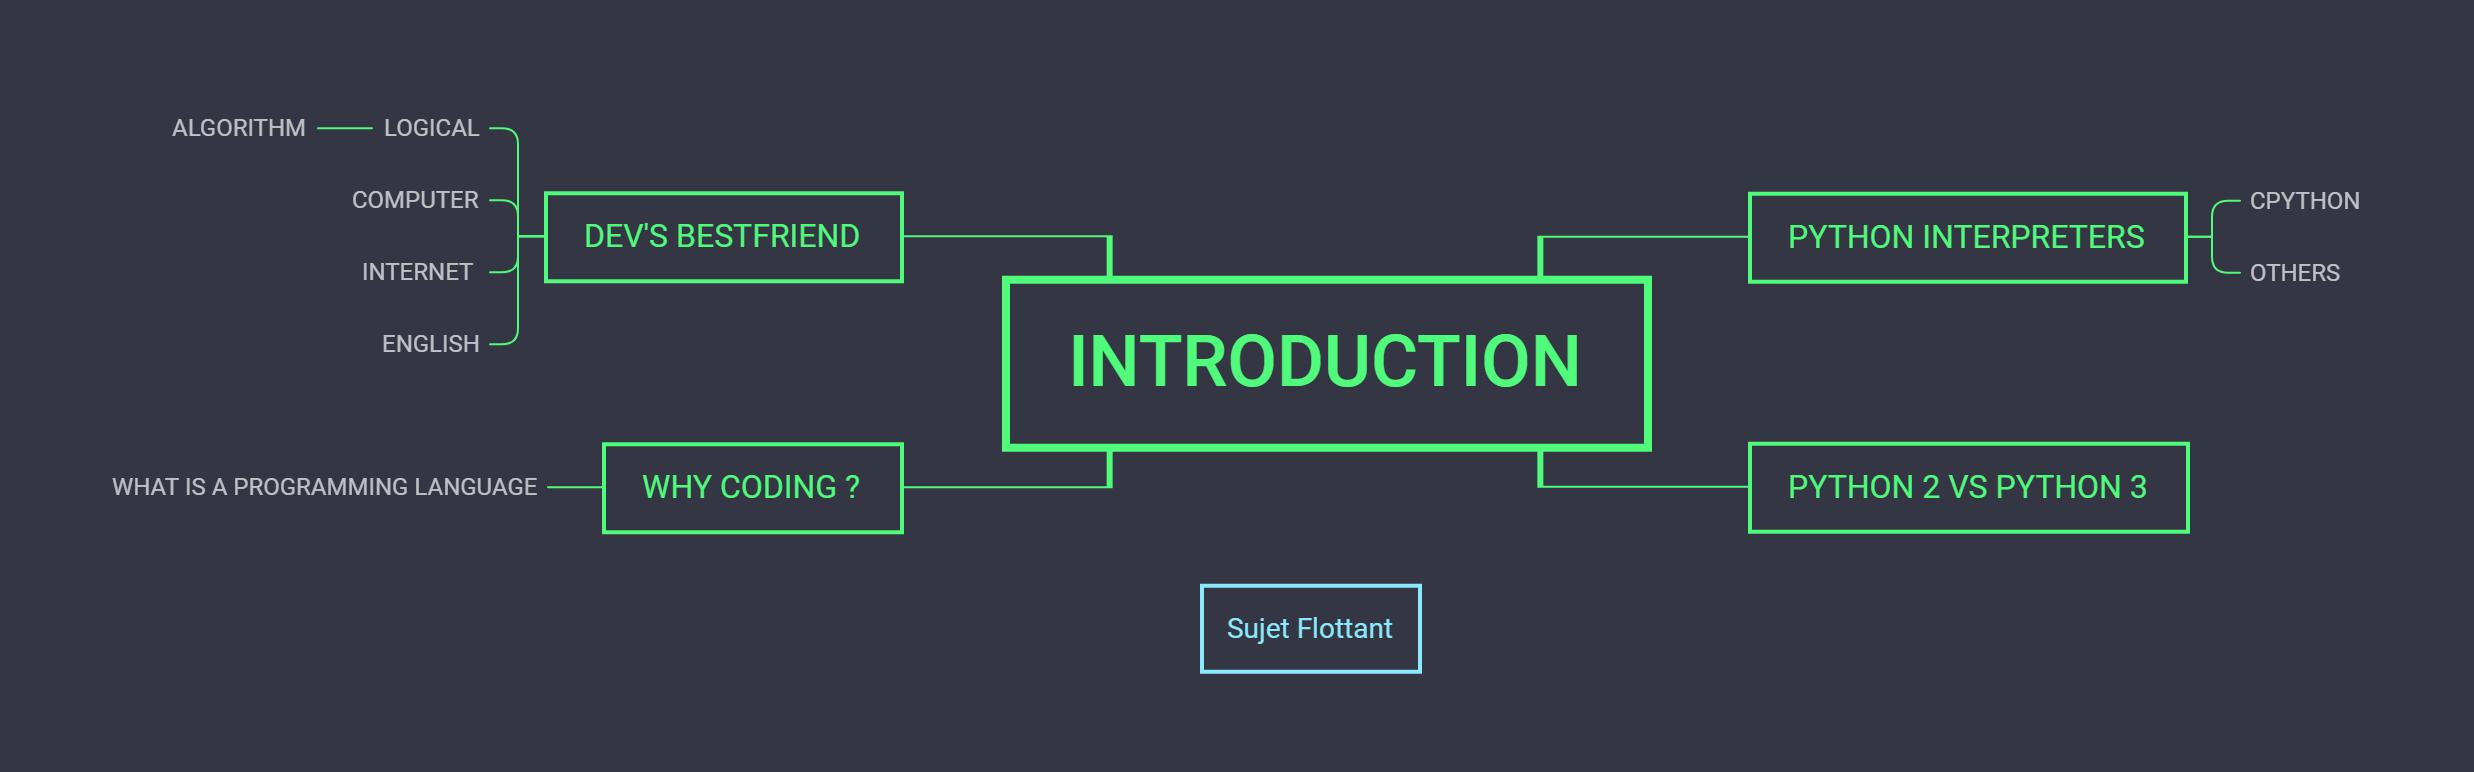 ALGORITHM
LOGICAL
COMPUTER
INTERNET
ENGLISH
DEV'S BESTFRIEND
WHAT IS A PROGRAMMING LANGUAGE
WHY CODING ?
INTRODUCTION
PYTHON INTERPRETERS
CPYTHON
OTHERS
PYTHON 2 VS PYTHON 3
Sujet Flottant